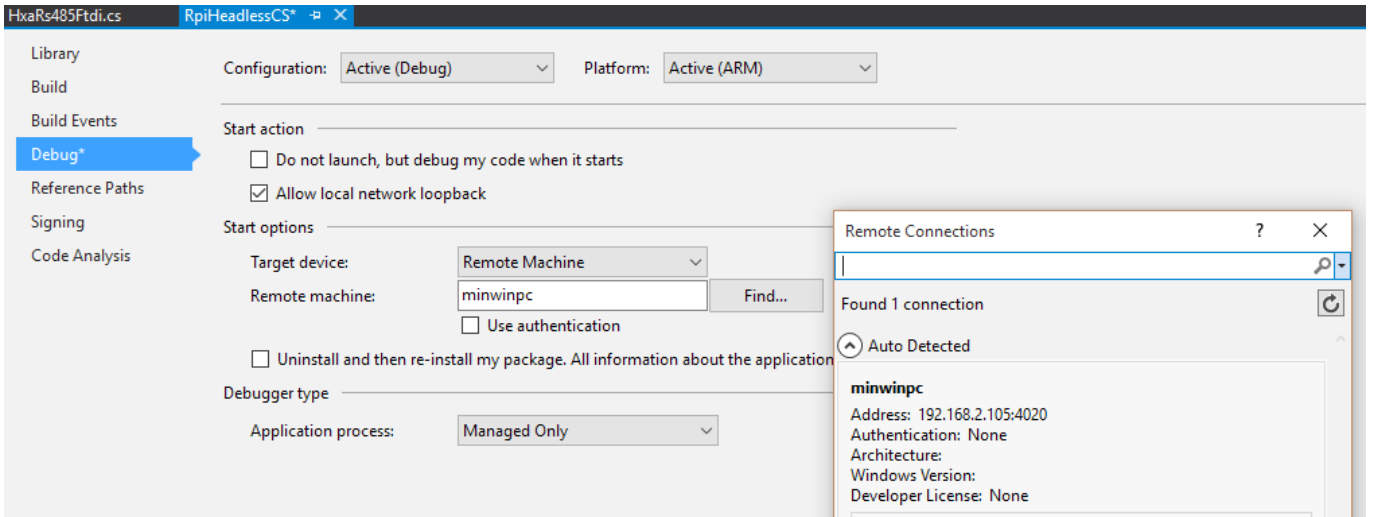 HxaRs485Ftdi.cs
RpiHeadlessCS*
Library
Build
Build Events
Debug*
Reference Paths
Signing
Code Analysis
Configuration: Active (Debug) Platform: Active (ARM)
Start action
Do not launch, but debug my code when it starts
Allow local network loopback
Start options
Target device: Remote Machine
Remote machine: minwinpc Find...
Use authentication
Uninstall and then re-install my package. All information about the application
Debugger type
Application process: Managed Only
Remote Connections ?
Found 1 connection
Auto Detected
minwinpc
Address: 192.168.2.105:4020
Authentication: None
Architecture:
Windows Version:
Developer License: None